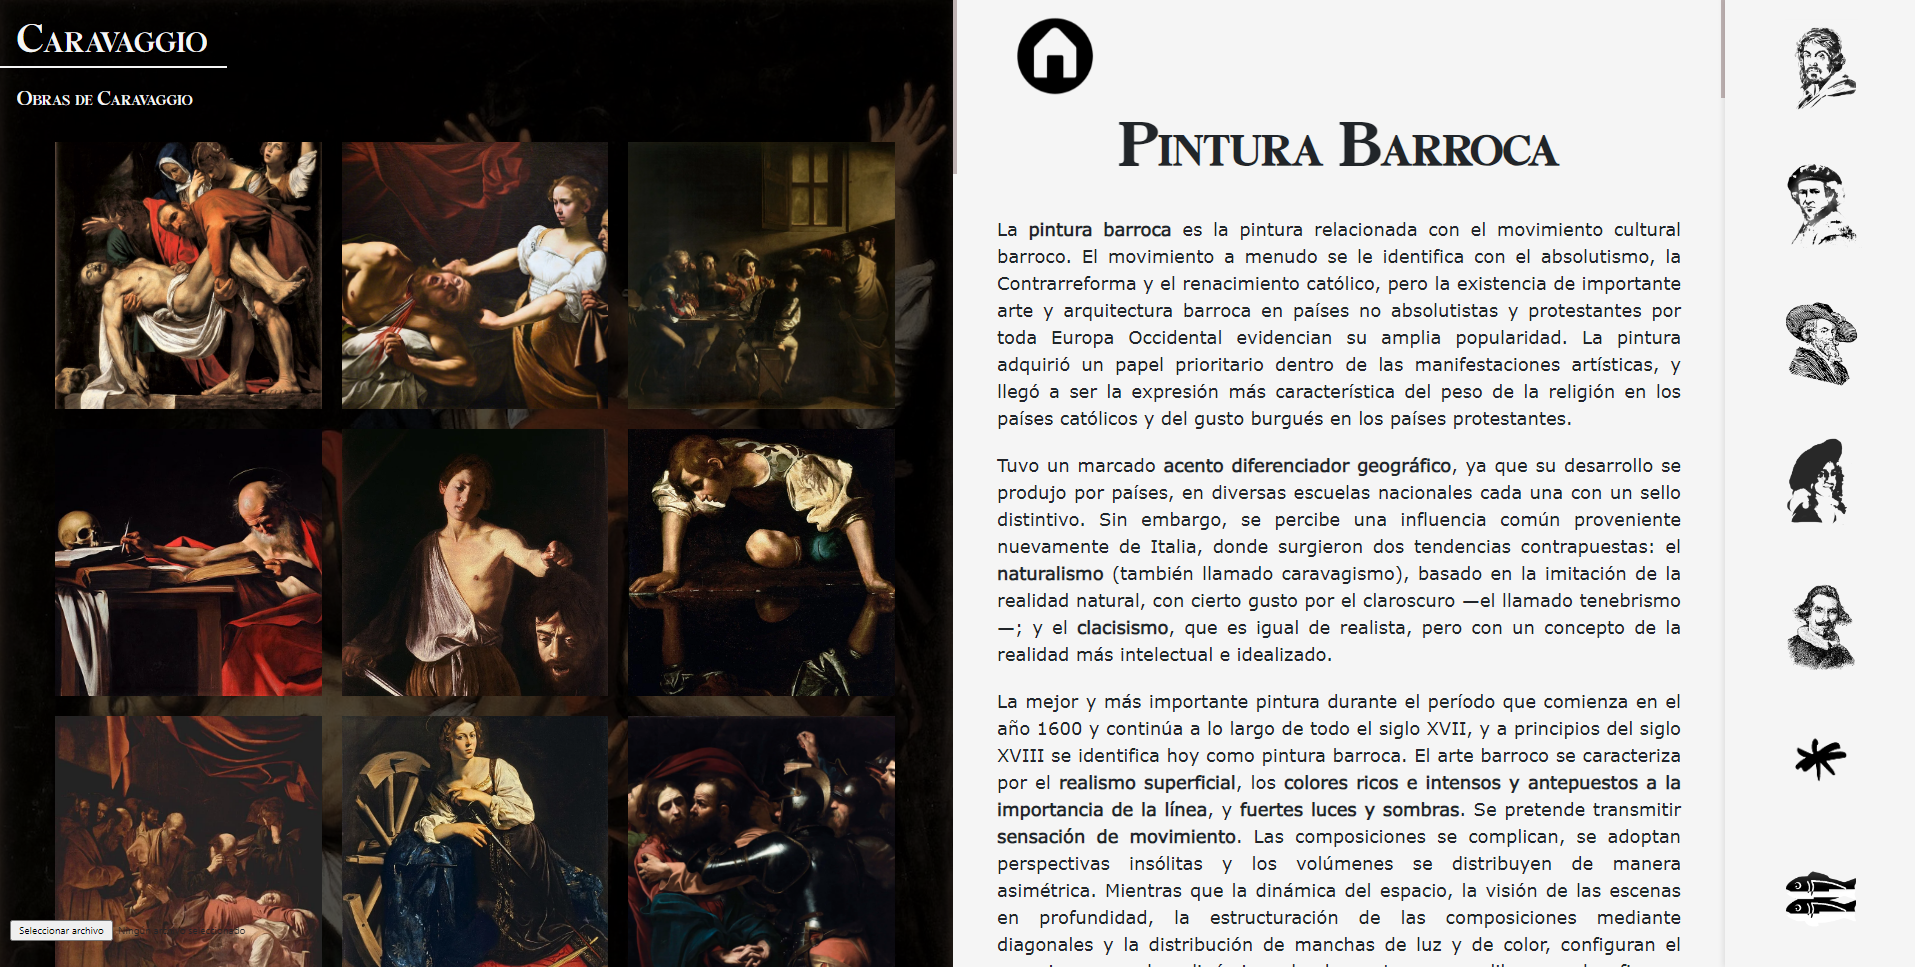 Caravaggio
Obras de Caravaggio
Seleccionar archivo
Pintura Barroca
La pintura barroca es la pintura relacionada con el movimiento cultural
barroco. El movimiento a menudo se le identifica con el absolutismo, la
Contrarreforma y el renacimiento católico, pero la existencia de importante
arte y arquitectura barroca en países no absolutistas y protestantes por
toda Europa Occidental evidencian su amplia popularidad. La pintura
adquirió un papel prioritario dentro de las manifestaciones artísticas, y
llegó a ser la expresión más característica del peso de la religión en los
países católicos y del gusto burgués en los países protestantes.
Tuvo un marcado acento diferenciador geográfico, ya que su desarrollo se
produjo por países, en diversas escuelas nacionales cada una con un sello
distintivo. Sin embargo, se percibe una influencia común proveniente
nuevamente de Italia, donde surgieron dos tendencias contrapuestas: el
naturalismo (también llamado caravagismo), basado en la imitación de la
realidad natural, con cierto gusto por el claroscuro —el llamado tenebrismo
—; y el clacisismo, que es igual de realista, pero con un concepto de la
realidad más intelectual e idealizado.
La mejor y más importante pintura durante el período que comienza en el
año 1600 y continúa a lo largo de todo el siglo XVII, y a principios del siglo
XVIII se identifica hoy como pintura barroca. El arte barroco se caracteriza
por el realismo superficial, los colores ricos e intensos y antepuestos a la
importancia de la línea, y fuertes luces y sombras. Se pretende transmitir
sensación de movimiento. Las composiciones se complican, se adoptan
perspectivas insólitas y los volúmenes se distribuyen de manera
asimétrica. Mientras que la dinámica del espacio, la visión de las escenas
en profundidad, la estructuración de las composiciones mediante
diagonales y la distribución de manchas de luz y de color, configuran el